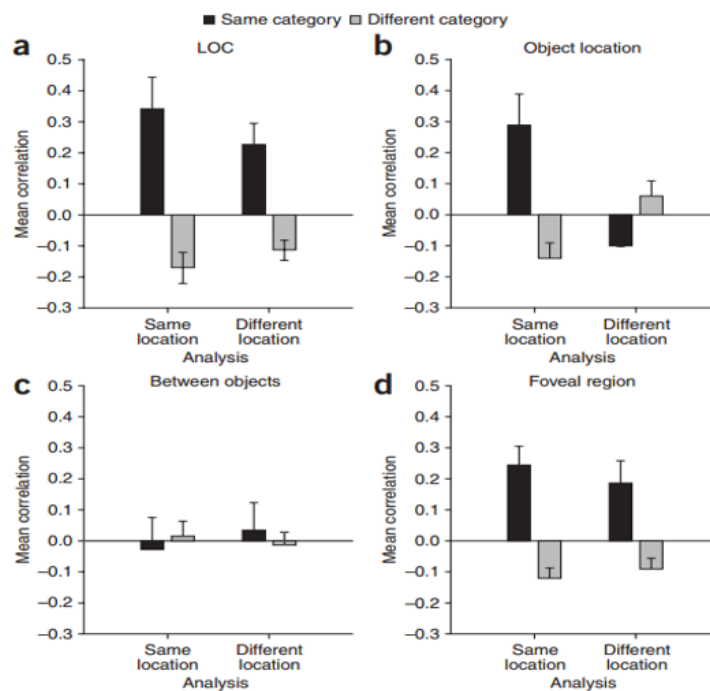 Same category Different category
a LOC
0.5
0.4
0.3
0.2
0.1
0.0
–0.1
–0.2
–0.3
Mean correlation
Same location
Different location
Analysis
b Object location
0.5
0.4
0.3
0.2
0.1
0.0
–0.1
–0.2
–0.3
Mean correlation
Same location
Different location
Analysis
c Between objects
0.5
0.4
0.3
0.2
0.1
0.0
–0.1
–0.2
–0.3
Mean correlation
Same location
Different location
Analysis
d Foveal region
0.5
0.4
0.3
0.2
0.1
0.0
–0.1
–0.2
–0.3
Mean correlation
Same location
Different location
Analysis